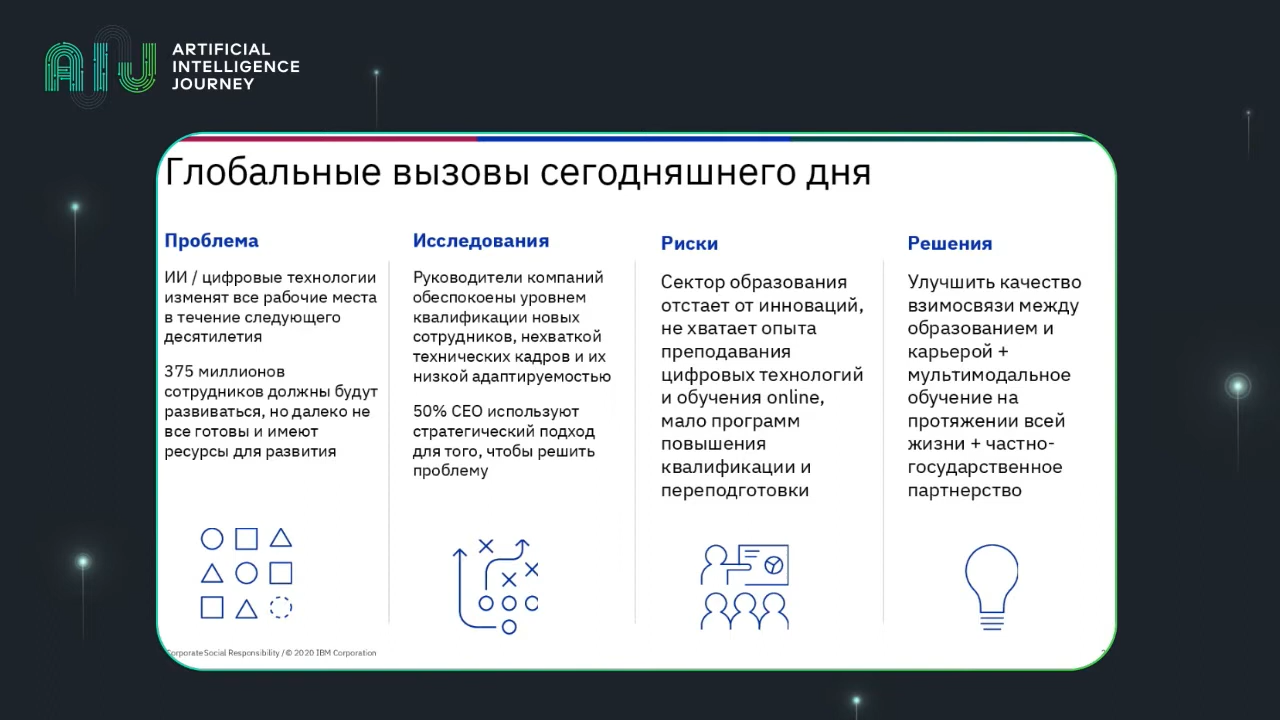 ARTIFICIAL
INTELLIGENCE
JOURNEY
Глобальные вызовы сегодняшнего дня
Проблема
ИИ / цифровые технологии
изменят все рабочие места
в течение следующего
десятилетия
375 миллионов
сотрудников должны будут
развиваться, но далеко не
все готовы и имеют
ресурсы для развития
Исследования
Руководители компаний
обеспокоены уровнем
квалификации новых
сотрудников, нехваткой
технических кадров и их
низкой адаптируемостью
50% CEO используют
стратегический подход
для того, чтобы решить
проблему
Риски
Сектор образования
отстает от инноваций,
не хватает опыта
преподавания
цифровых технологий
и обучения online,
мало программ
повышения
квалификации и
переподготовки
Решения
Улучшить качество
взимосвязи между
образованием и
карьерой +
мультимодальное
обучение на
протяжении всей
жизни + частно-
государственное
партнерство
Corporate Social Responsibility / © 2020 IBM Corporation